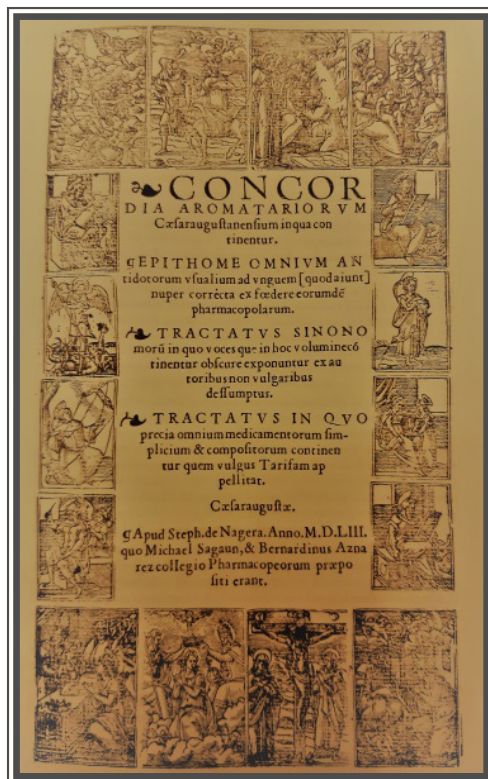 CONCOR
DIA AROMATARIORVM
Cæsaraugustanensium in qua con
tinentur.
¶EPITHOME OMNIVM AN
tidotorum vsualium ad vnguem [quod aiunt]
nuper corrécta ex fœdere eorumdē
pharmacopolarum.
TRACTATVS SINONO
morū in quo voces que in hoc volumine cō
tinentur obscure exponuntur ex au
toribus non vulgaribus
dessumptus.
TRACTATVS IN QVO
precia omnium medicamentorum sim-
plicium & compositorum continen
tur quem vulgus Tarifam ap
pellitat.
Cæsaraugustæ.
¶Apud Steph. de Nagera. Anno. M.D.LIII.
quo Michael Sagaun, & Bernardinus Azna
rez collegio Pharmacopeorum præpo
siti erant.